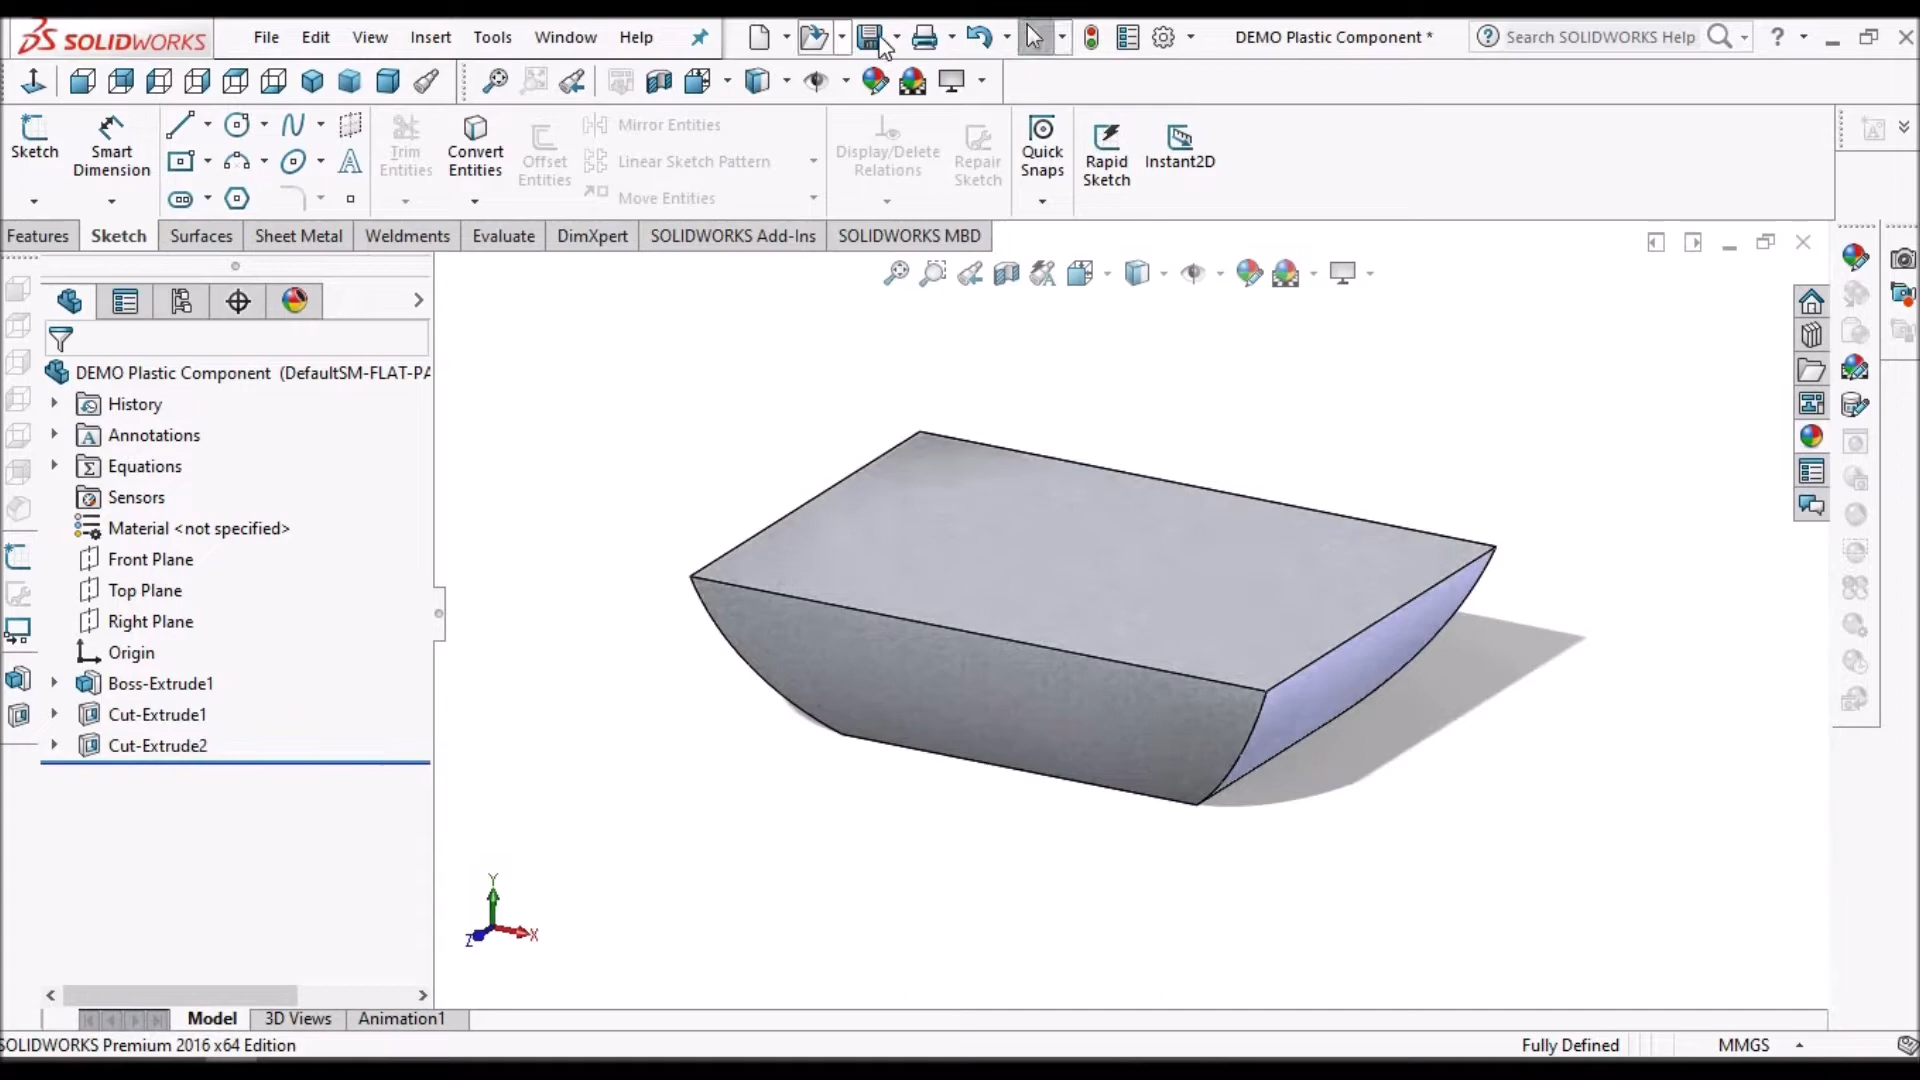 SOLIDWORKS File Edit View Insert Tools Window Help DEMO Plastic Component * Search SOLIDWORKS Help ?
Sketch Smart Dimension Trim Entities Convert Entities Offset Entities Mirror Entities Linear Sketch Pattern Move Entities Display/Delete Relations Repair Sketch Quick Snaps Rapid Sketch Instant2D
Features Sketch Surfaces Sheet Metal Weldments Evaluate DimXpert SOLIDWORKS Add-Ins SOLIDWORKS MBD
DEMO Plastic Component (DefaultSM-FLAT-PA
History
Annotations
Equations
Sensors
Material <not specified>
Front Plane
Top Plane
Right Plane
Origin
Boss-Extrude1
Cut-Extrude1
Cut-Extrude2
Y
Z X
Model 3D Views Animation1
SOLIDWORKS Premium 2016 x64 Edition Fully Defined MMGS